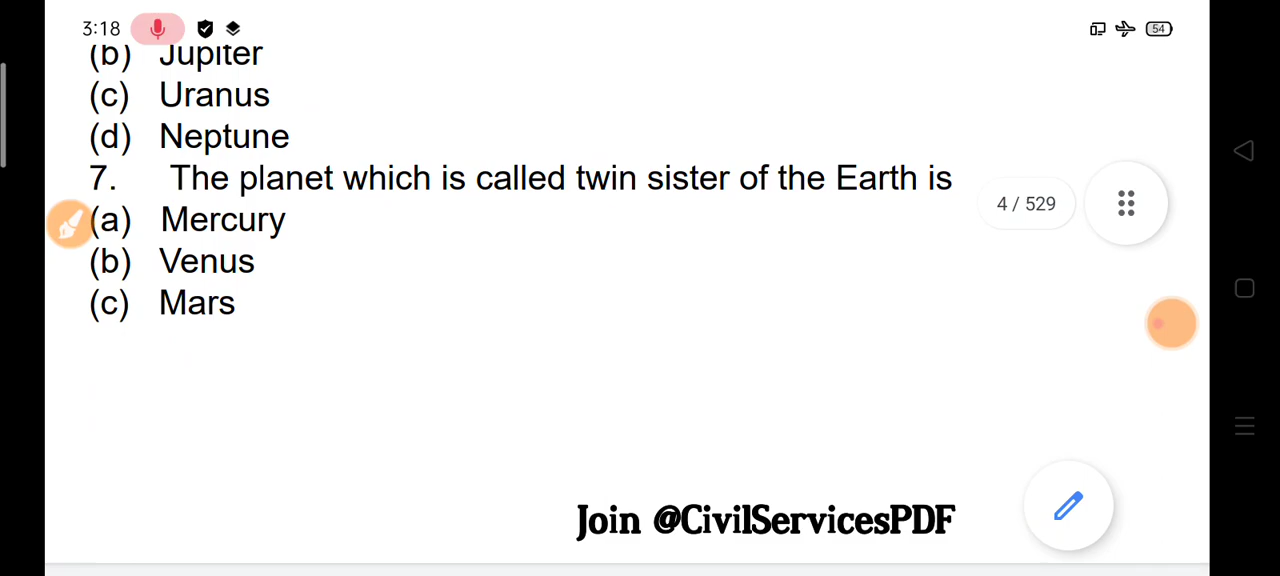 3:18 54
(b) Jupiter
(c) Uranus
(d) Neptune
7. The planet which is called twin sister of the Earth is
4 / 529
(a) Mercury
(b) Venus
(c) Mars
Join @CivilServicesPDF